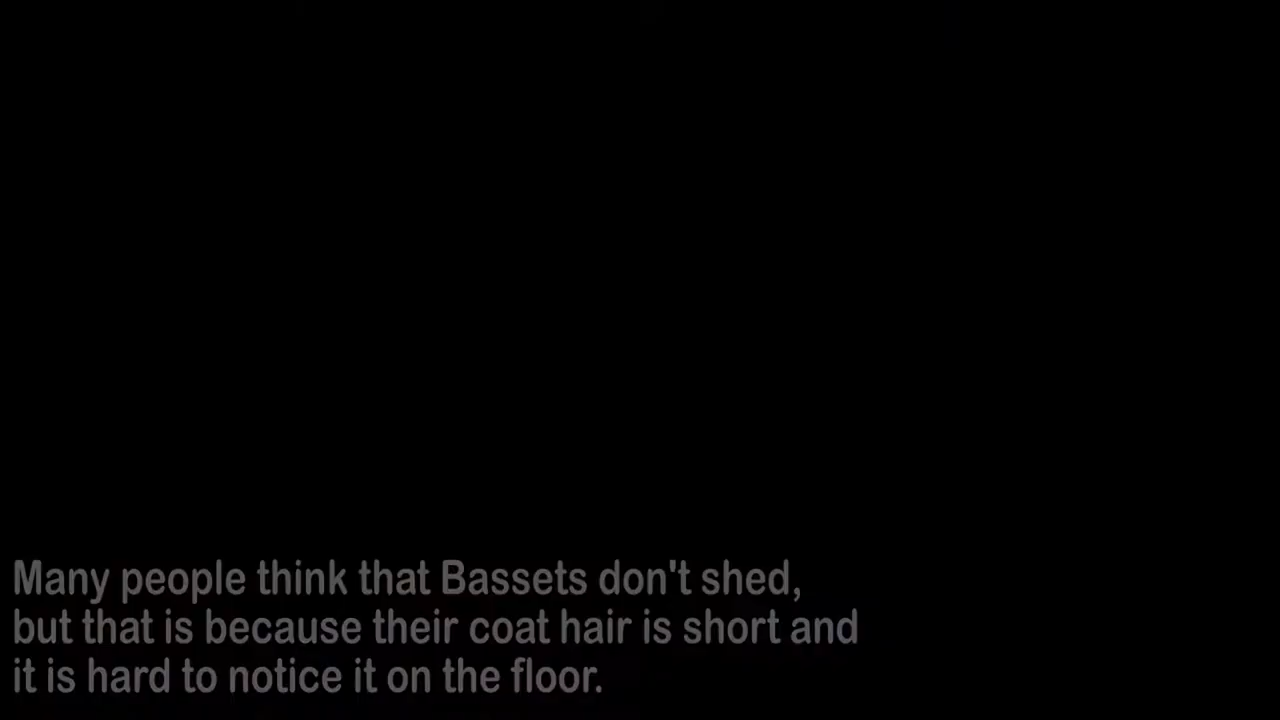 Many people think that Bassets don't shed,
but that is because their coat hair is short and
it is hard to notice it on the floor.